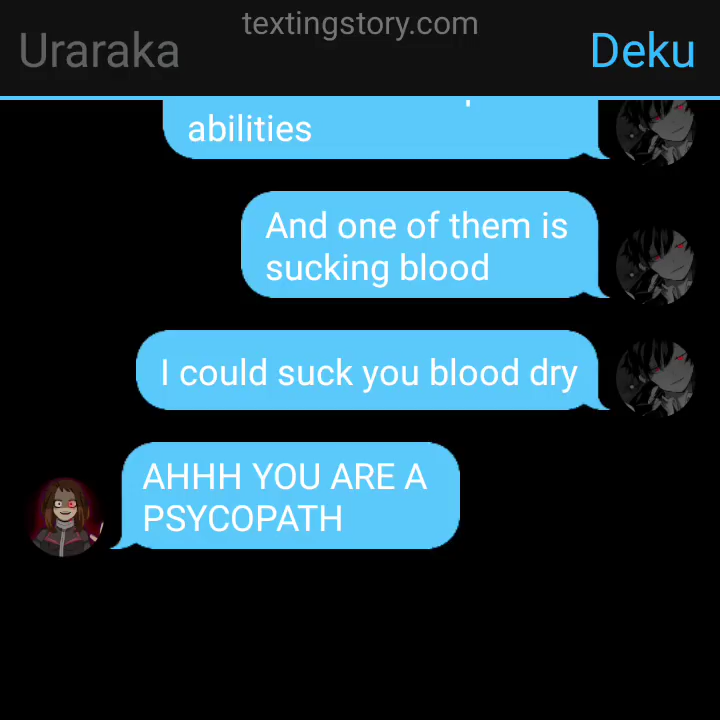 textingstory.com
Uraraka
Deku
abilities
And one of them is
sucking blood
I could suck you blood dry
AHHH YOU ARE A
PSYCOPATH